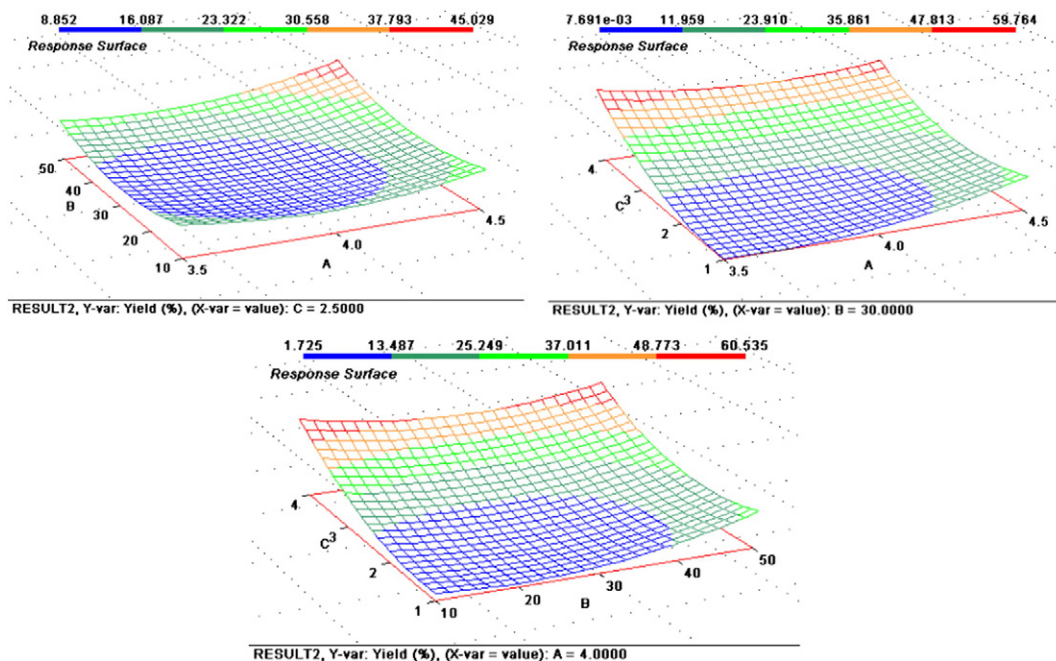 8.852 16.087 23.322 30.558 37.793 45.029
Response Surface
50
40
B
30
20
10
3.5
4.0
A
4.5
RESULT2, Y-var: Yield (%), (X-var = value): C = 2.5000
7.691e-03 11.959 23.910 35.861 47.813 59.764
Response Surface
4
C 3
2
1
3.5
4.0
A
4.5
RESULT2, Y-var: Yield (%), (X-var = value): B = 30.0000
1.725 13.487 25.249 37.011 48.773 60.535
Response Surface
4
C 3
2
1
10
20
30
B
40
50
RESULT2, Y-var: Yield (%), (X-var = value): A = 4.0000